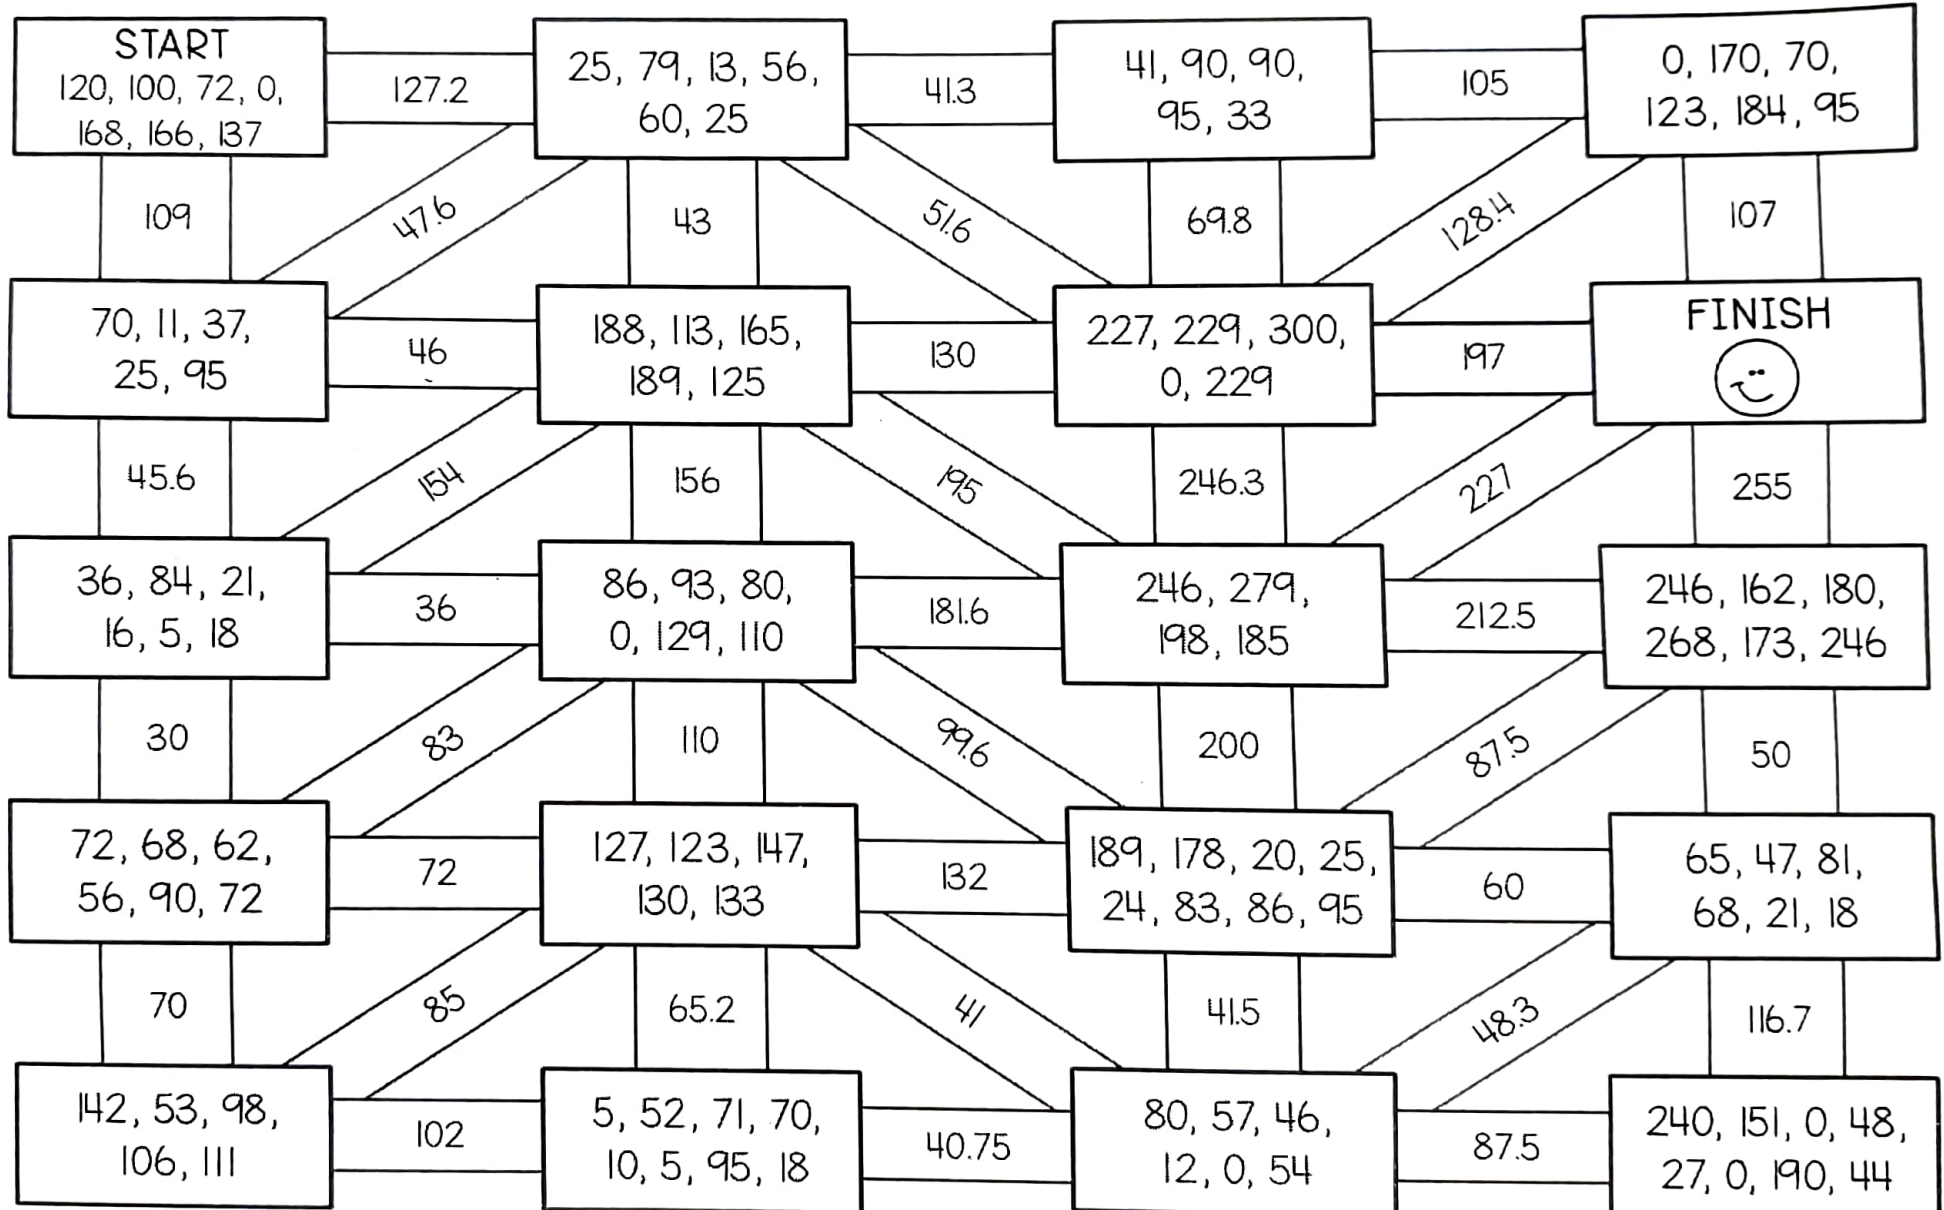 START
120, 100, 72, 0,
168, 166, 137
127.2
25, 79, 13, 56,
60, 25
41.3
41, 90, 90,
95, 33
105
0, 170, 70,
123, 184, 95
109
47.6
43
51.6
69.8
128.4
107
70, 11, 37,
25, 95
46
188, 113, 165,
189, 125
130
227, 229, 300,
0, 229
197
FINISH
45.6
154
156
195
246.3
227
255
36, 84, 21,
16, 5, 18
36
86, 93, 80,
0, 129, 110
181.6
246, 279,
198, 185
212.5
246, 162, 180,
268, 173, 246
30
83
110
99.6
200
87.5
50
72, 68, 62,
56, 90, 72
72
127, 123, 147,
130, 133
132
189, 178, 20, 25,
24, 83, 86, 95
60
65, 47, 81,
68, 21, 18
70
85
65.2
41
41.5
48.3
116.7
142, 53, 98,
106, 111
102
5, 52, 71, 70,
10, 5, 95, 18
40.75
80, 57, 46,
12, 0, 54
87.5
240, 151, 0, 48,
27, 0, 190, 44